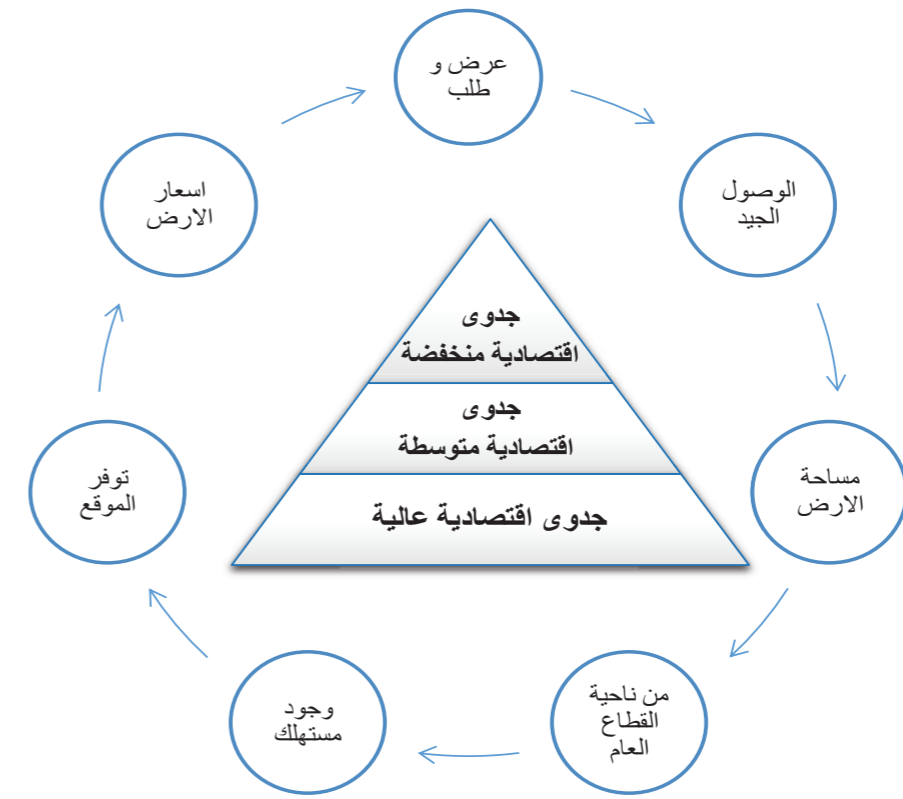 عرض و
طلب
الوصول
الجيد
مساحة
الارض
من ناحية
القطاع
العام
وجود
مستهلك
توفر
الموقع
اسعار
الارض
جدوى
اقتصادية منخفضة
جدوى
اقتصادية متوسطة
جدوى اقتصادية عالية